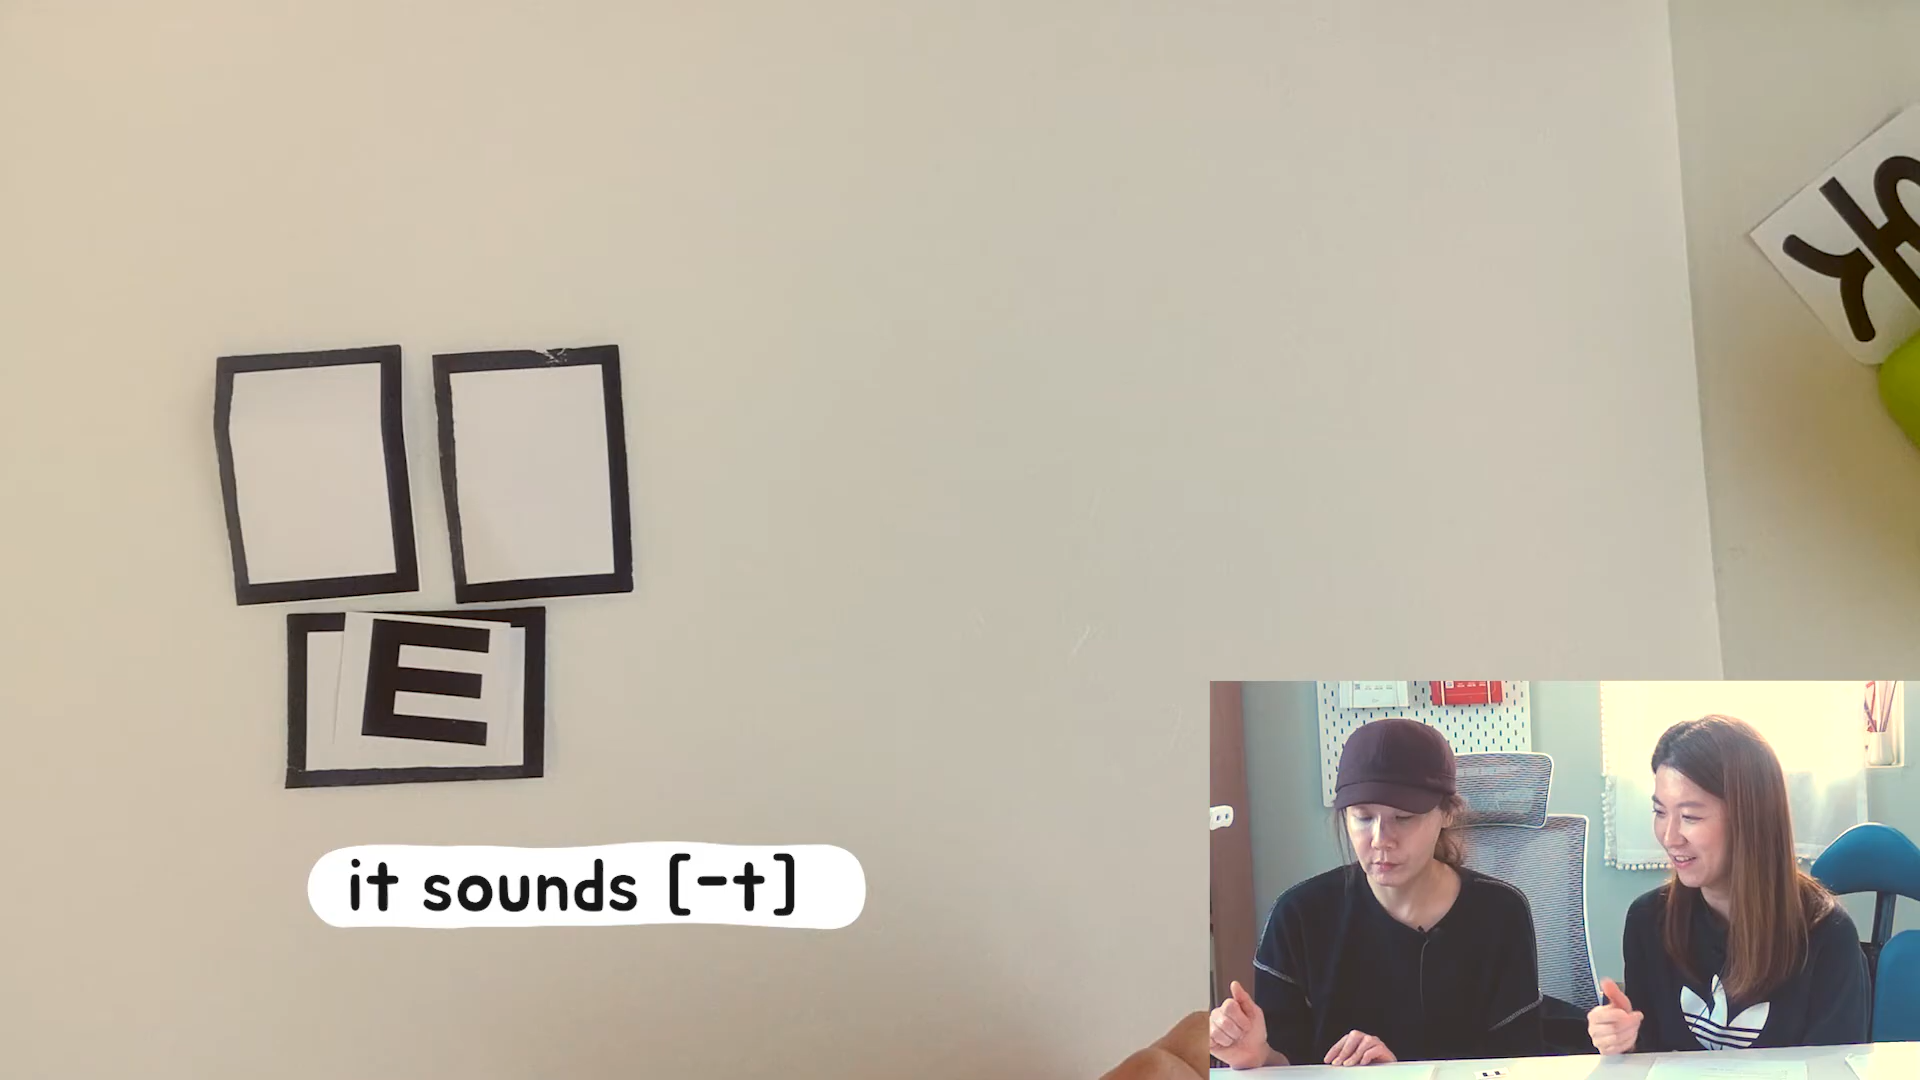 ㅌ
it sounds [-t]